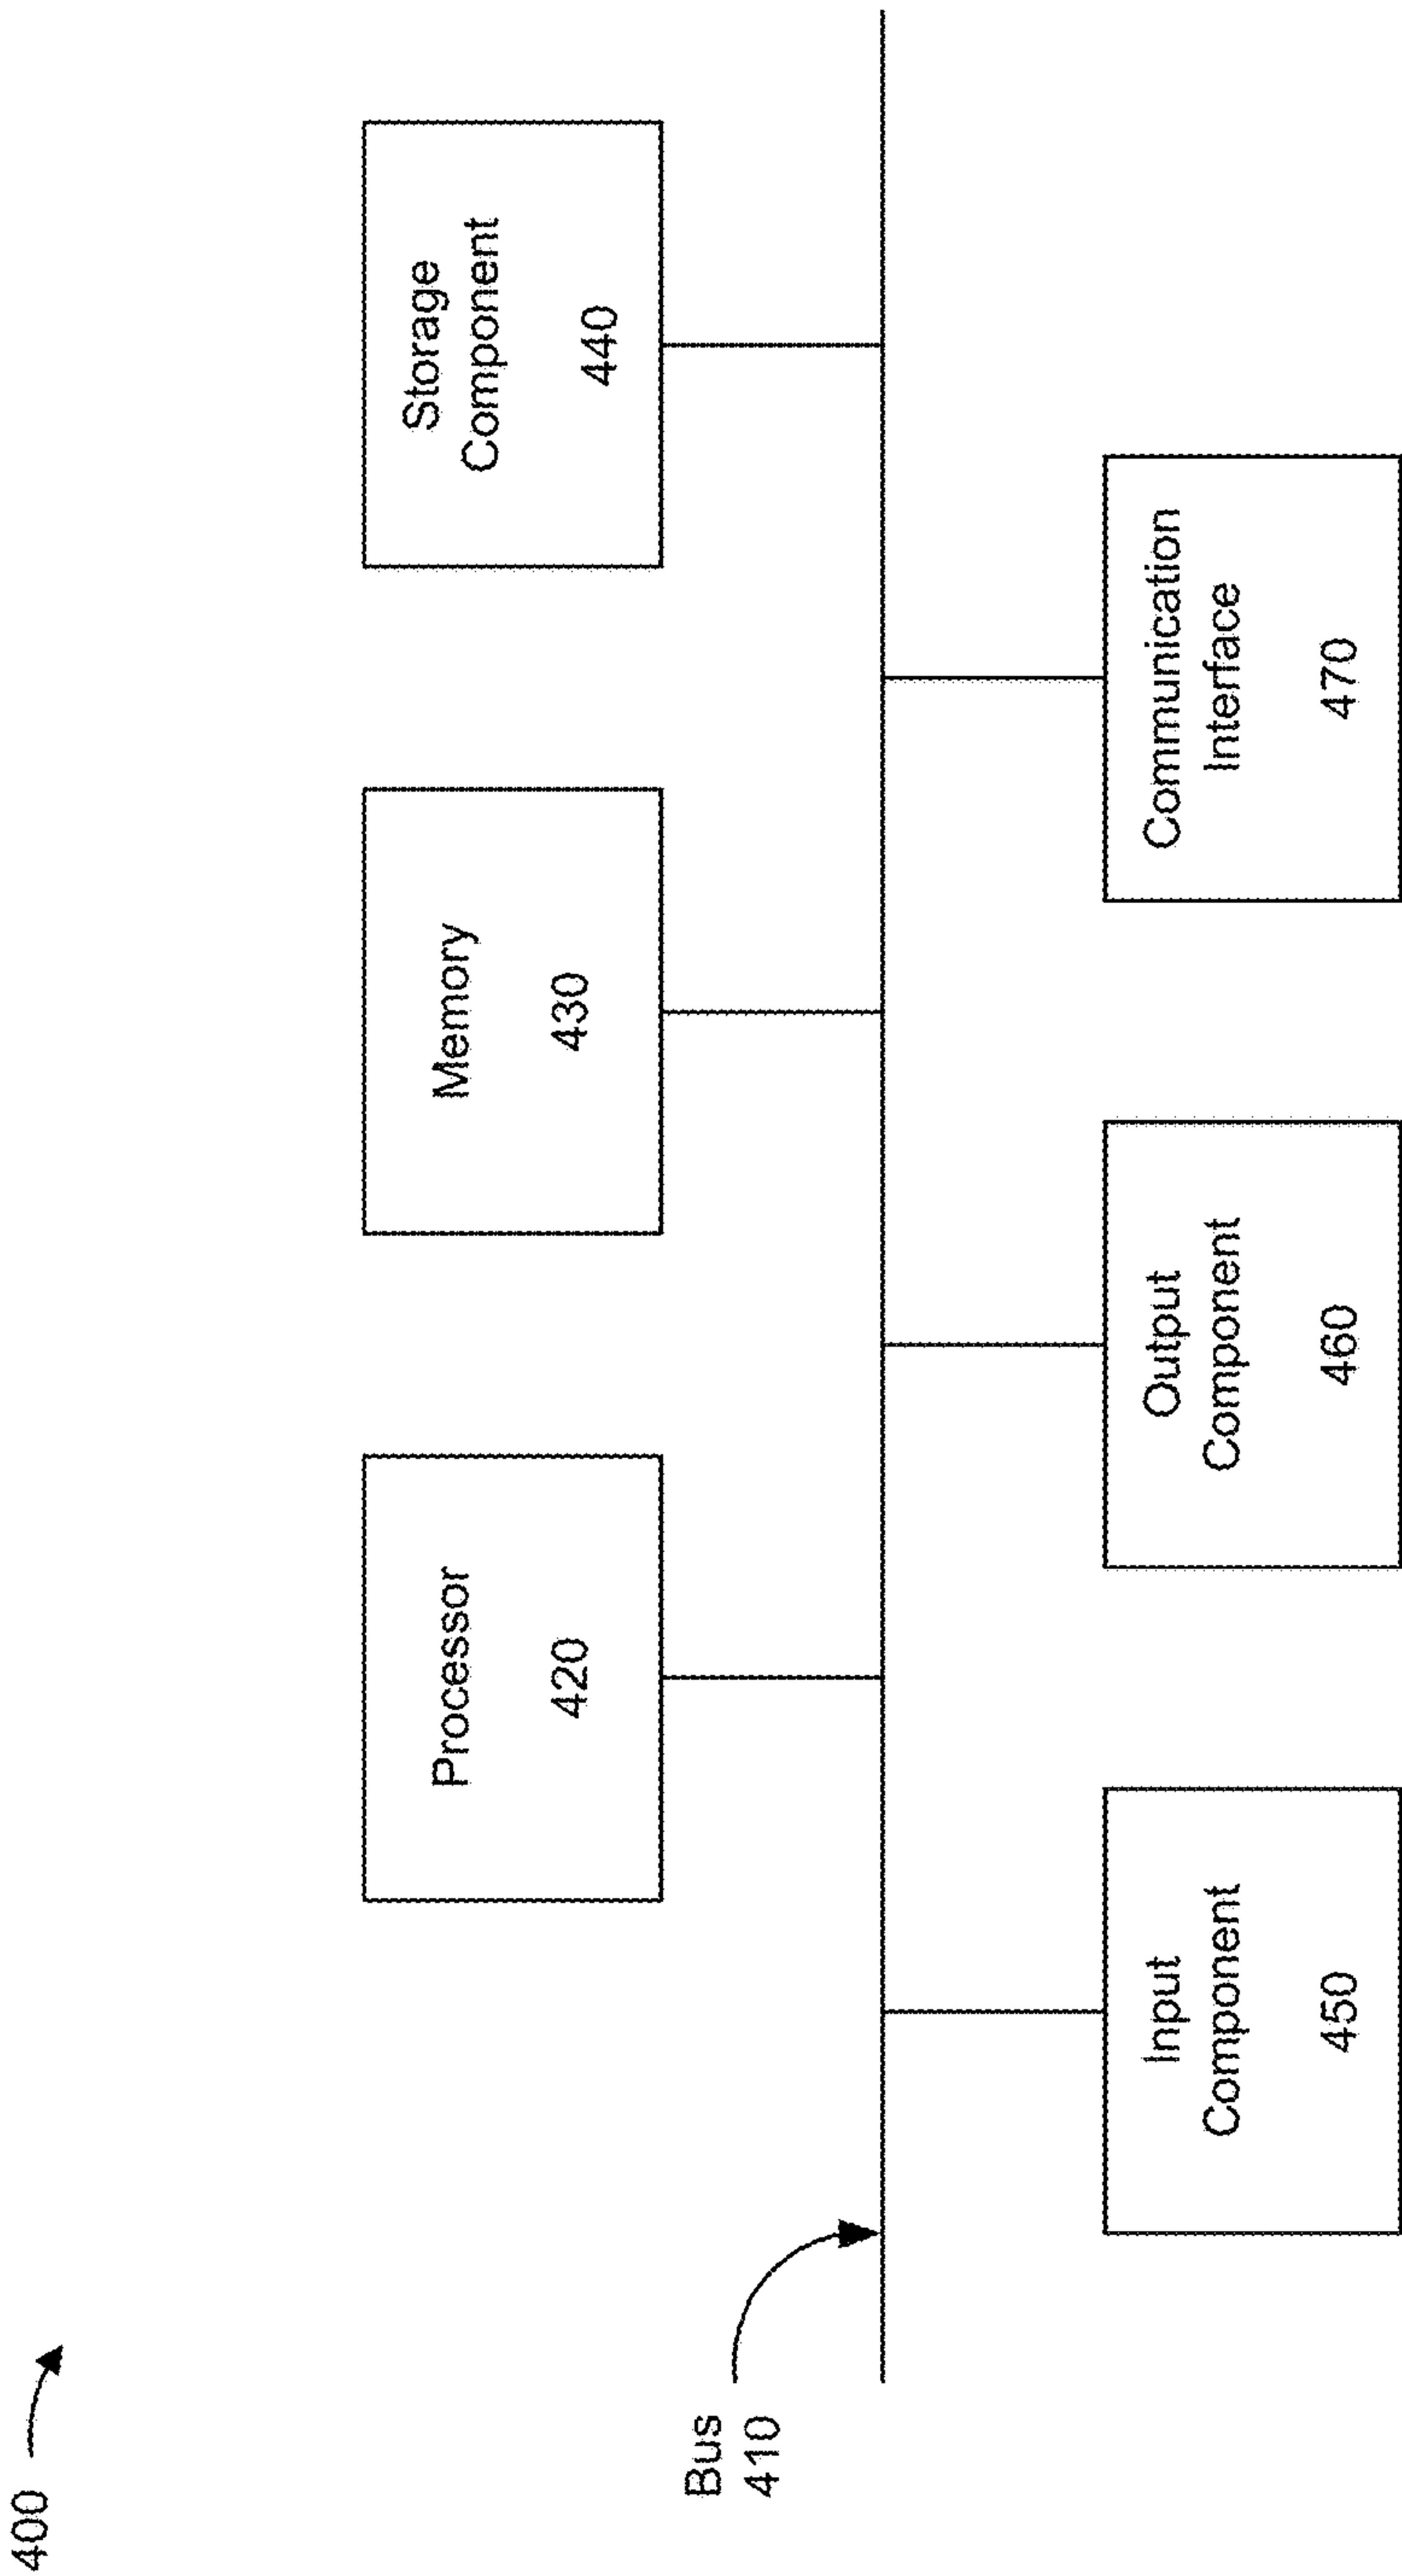 400
Processor
420
Memory
430
Storage
Component
440
Bus
410
Input
Component
450
Output
Component
460
Communication
Interface
470